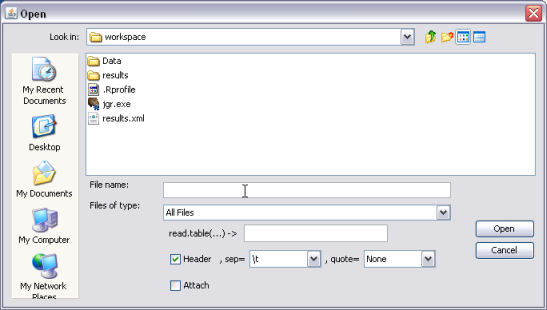 Open
Look in: workspace
Data
results
.Rprofile
jgr.exe
results.xml
My Recent
Documents
Desktop
My Documents
My Computer
My Network
Places
File name:
Files of type: All Files
read.table(...) ->
Header , sep= \t , quote= None
Attach
Open
Cancel